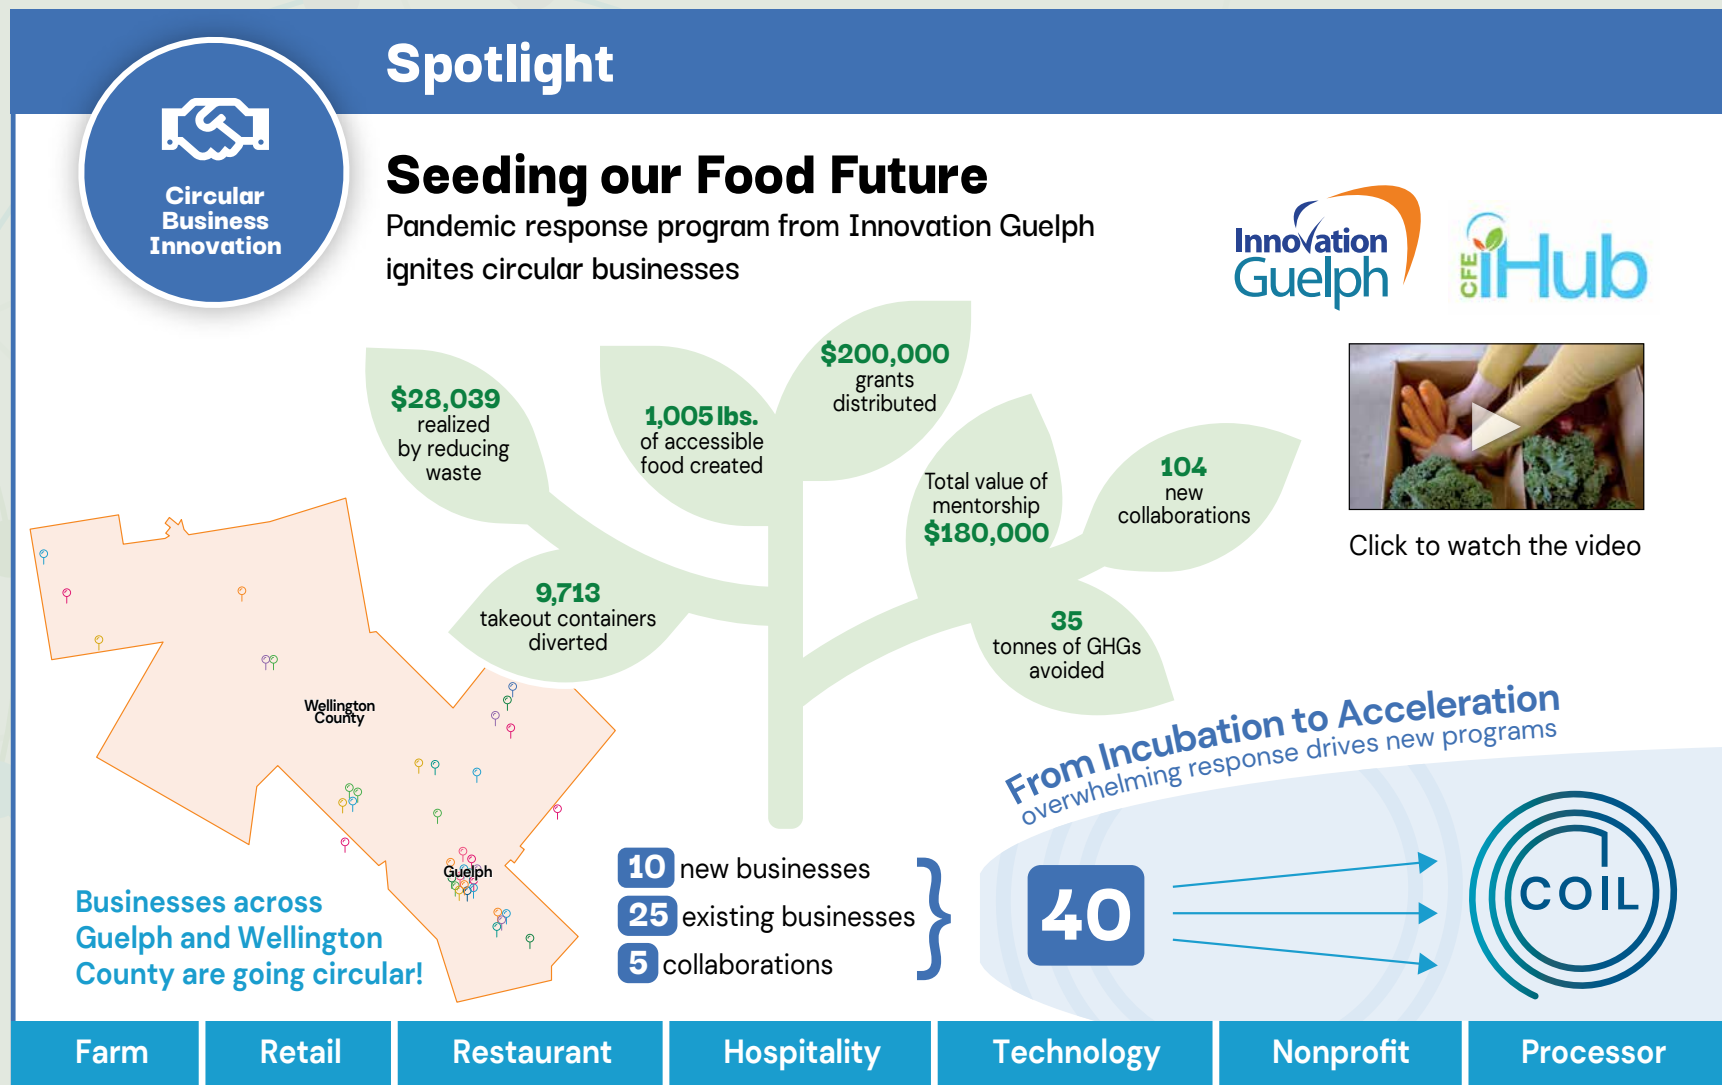 Spotlight
Circular
Business
Innovation
Seeding our Food Future
Pandemic response program from Innovation Guelph
ignites circular businesses
Innovation
Guelph
CFE
iHub
$28,039
realized
by reducing
waste
1,005 lbs.
of accessible
food created
$200,000
grants
distributed
Total value of
mentorship
$180,000
104
new
collaborations
9,713
takeout containers
diverted
35
tonnes of GHGs
avoided
Click to watch the video
Wellington
County
Guelph
Businesses across
Guelph and Wellington
County are going circular!
10 new businesses
25 existing businesses
5 collaborations
From Incubation to Acceleration
overwhelming response drives new programs
40
COIL
Farm
Retail
Restaurant
Hospitality
Technology
Nonprofit
Processor